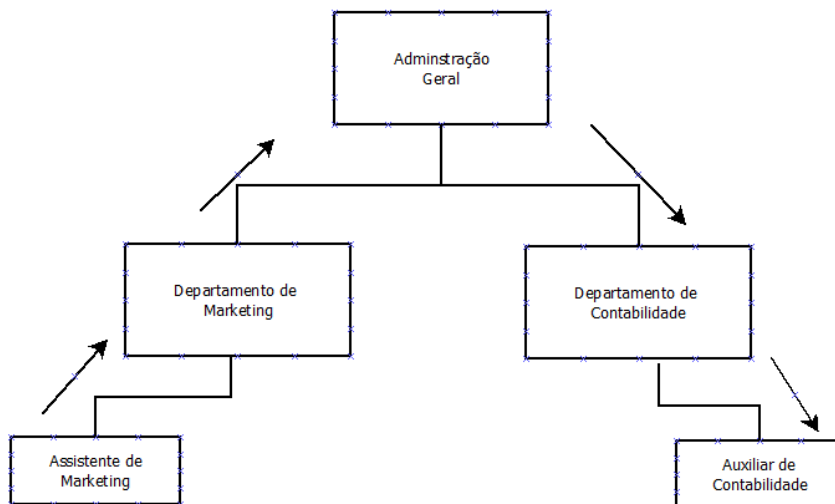 Adminstração
Geral
Departamento de
Marketing
Departamento de
Contabilidade
Assistente de
Marketing
Auxiliar de
Contabilidade